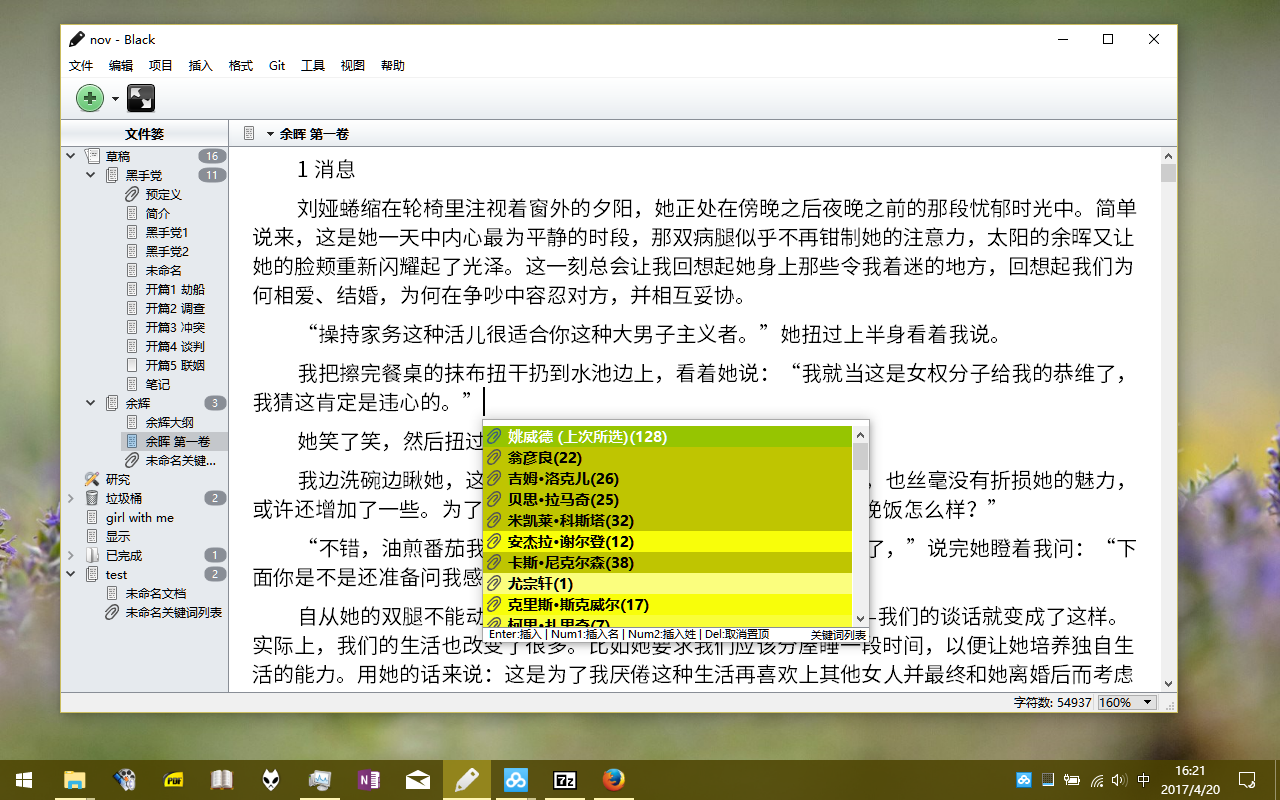 nov - Black
文件 编辑 项目 插入 格式 Git 工具 视图 帮助
文件篓
余晖 第一卷
草稿 16
黑手党 11
预定义
简介
黑手党1
黑手党2
未命名
开篇1 劫船
开篇2 调查
开篇3 冲突
开篇4 谈判
开篇5 联姻
笔记
余辉 3
余辉大纲
余晖 第一卷
未命名关键...
研究
垃圾桶 2
girl with me
显示
已完成 1
test 2
未命名文档
未命名关键词列表
1 消息
刘娅蜷缩在轮椅里注视着窗外的夕阳，她正处在傍晚之后夜晚之前的那段忧郁时光中。简单
说来，这是她一天中内心最为平静的时段，那双病腿似乎不再钳制她的注意力，太阳的余晖又让
她的脸颊重新闪耀起了光泽。这一刻总会让我回想起她身上那些令我着迷的地方，回想起我们为
何相爱、结婚，为何在争吵中容忍对方，并相互妥协。
“操持家务这种活儿很适合你这种大男子主义者。”她扭过上半身看着我说。
我把擦完餐桌的抹布扭干扔到水池边上，看着她说：“我就当这是女权分子给我的恭维了，
我猜这肯定是违心的。”
她笑了笑，然后扭过
我边洗碗边瞅她，这 ，也丝毫没有折损她的魅力，
或许还增加了一些。为了 晚饭怎么样？”
“不错，油煎番茄我 了，”说完她瞪着我问：“下
面你是不是还准备问我感
自从她的双腿不能动 我们的谈话就变成了这样。
实际上，我们的生活也改变了很多。比如她要求我们应该分屋睡一段时间，以便让她培养独自生
活的能力。用她的话来说：这是为了我厌倦这种生活再喜欢上其他女人并最终和她离婚后而考虑
姚威德 (上次所选)(128)
翁彦良(22)
吉姆•洛克儿(26)
贝思•拉马奇(25)
米凯莱•科斯塔(32)
安杰拉•谢尔登(12)
卡斯•尼克尔森(38)
尤宗轩(1)
克里斯•斯克威尔(17)
柯里•扎里奇(7)
Enter:插入 | Num1:插入名 | Num2:插入姓 | Del:取消置顶 关键词列表
字符数: 54937 160%
PDF
N
7z
中
16:21
2017/4/20